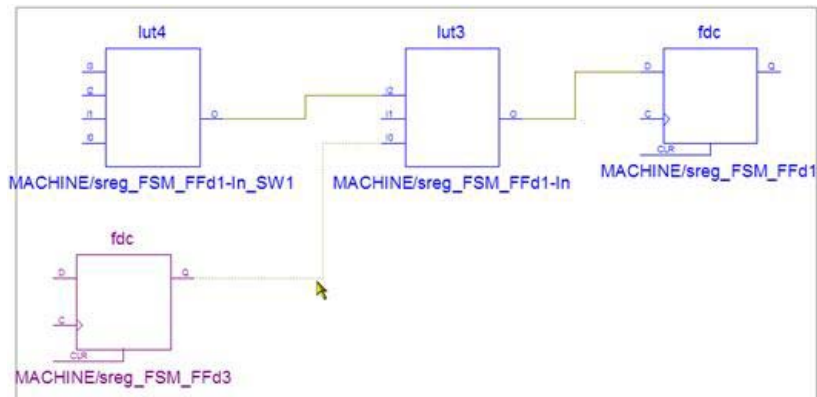 lut4
lut3
fdc
I3
I2
I1
I0
O
I2
I1
I0
O
D
Q
C
CLR
MACHINE/sreg_FSM_FFd1-In_SW1
MACHINE/sreg_FSM_FFd1-In
MACHINE/sreg_FSM_FFd1
fdc
D
Q
C
CLR
MACHINE/sreg_FSM_FFd3